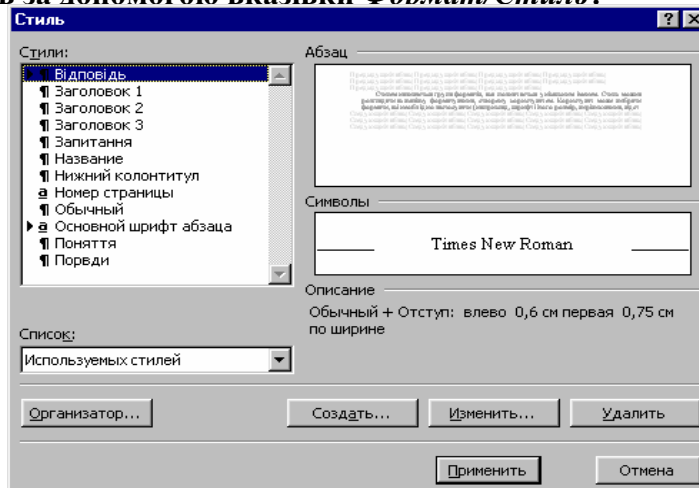 в за допомогою вказівки Формат/Стиль?
Стиль
Стили:
Відповідь
Заголовок 1
Заголовок 2
Заголовок 3
Запитання
Название
Нижний колонтитул
a Номер страницы
Обычный
a Основной шрифт абзаца
Поняття
Порвди
Список:
Используемых стилей
Абзац
Символы
Times New Roman
Описание
Обычный + Отступ: влево 0,6 см первая 0,75 см
по ширине
Организатор...
Создать...
Изменить...
Удалить
Применить
Отмена